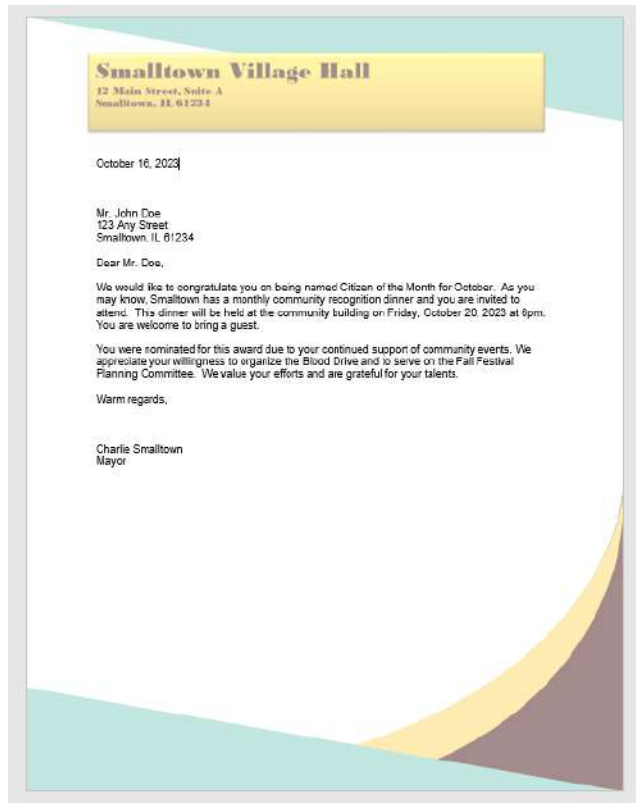 Smalltown Village Hall
12 Main Street, Suite A
Smalltown, IL 61234
October 16, 2023
Mr. John Doe
123 Any Street
Smalltown, IL 61234
Dear Mr. Doe,
We would like to congratulate you on being named Citizen of the Month for October. As you
may know, Smalltown has a monthly community recognition dinner and you are invited to
attend. This dinner will be held at the community building on Friday, October 20, 2023 at 6pm.
You are welcome to bring a guest.
You were nominated for this award due to your continued support of community events. We
appreciate your willingness to organize the Blood Drive and to serve on the Fall Festival
Planning Committee. We value your efforts and are grateful for your talents.
Warm regards,
Charlie Smalltown
Mayor